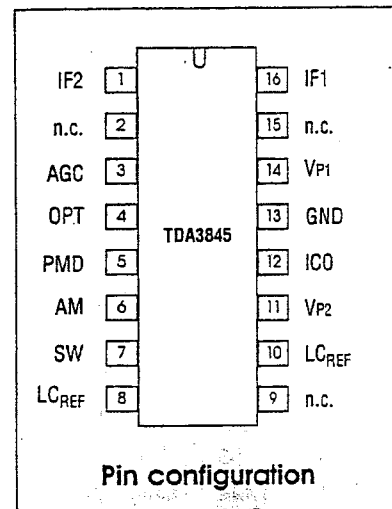 IF2 1 16 IF1
n.c. 2 15 n.c.
AGC 3 14 VP1
OPT 4 13 GND
TDA3845
PMD 5 12 ICO
AM 6 11 VP2
SW 7 10 LCREF
LCREF 8 9 n.c.
Pin configuration